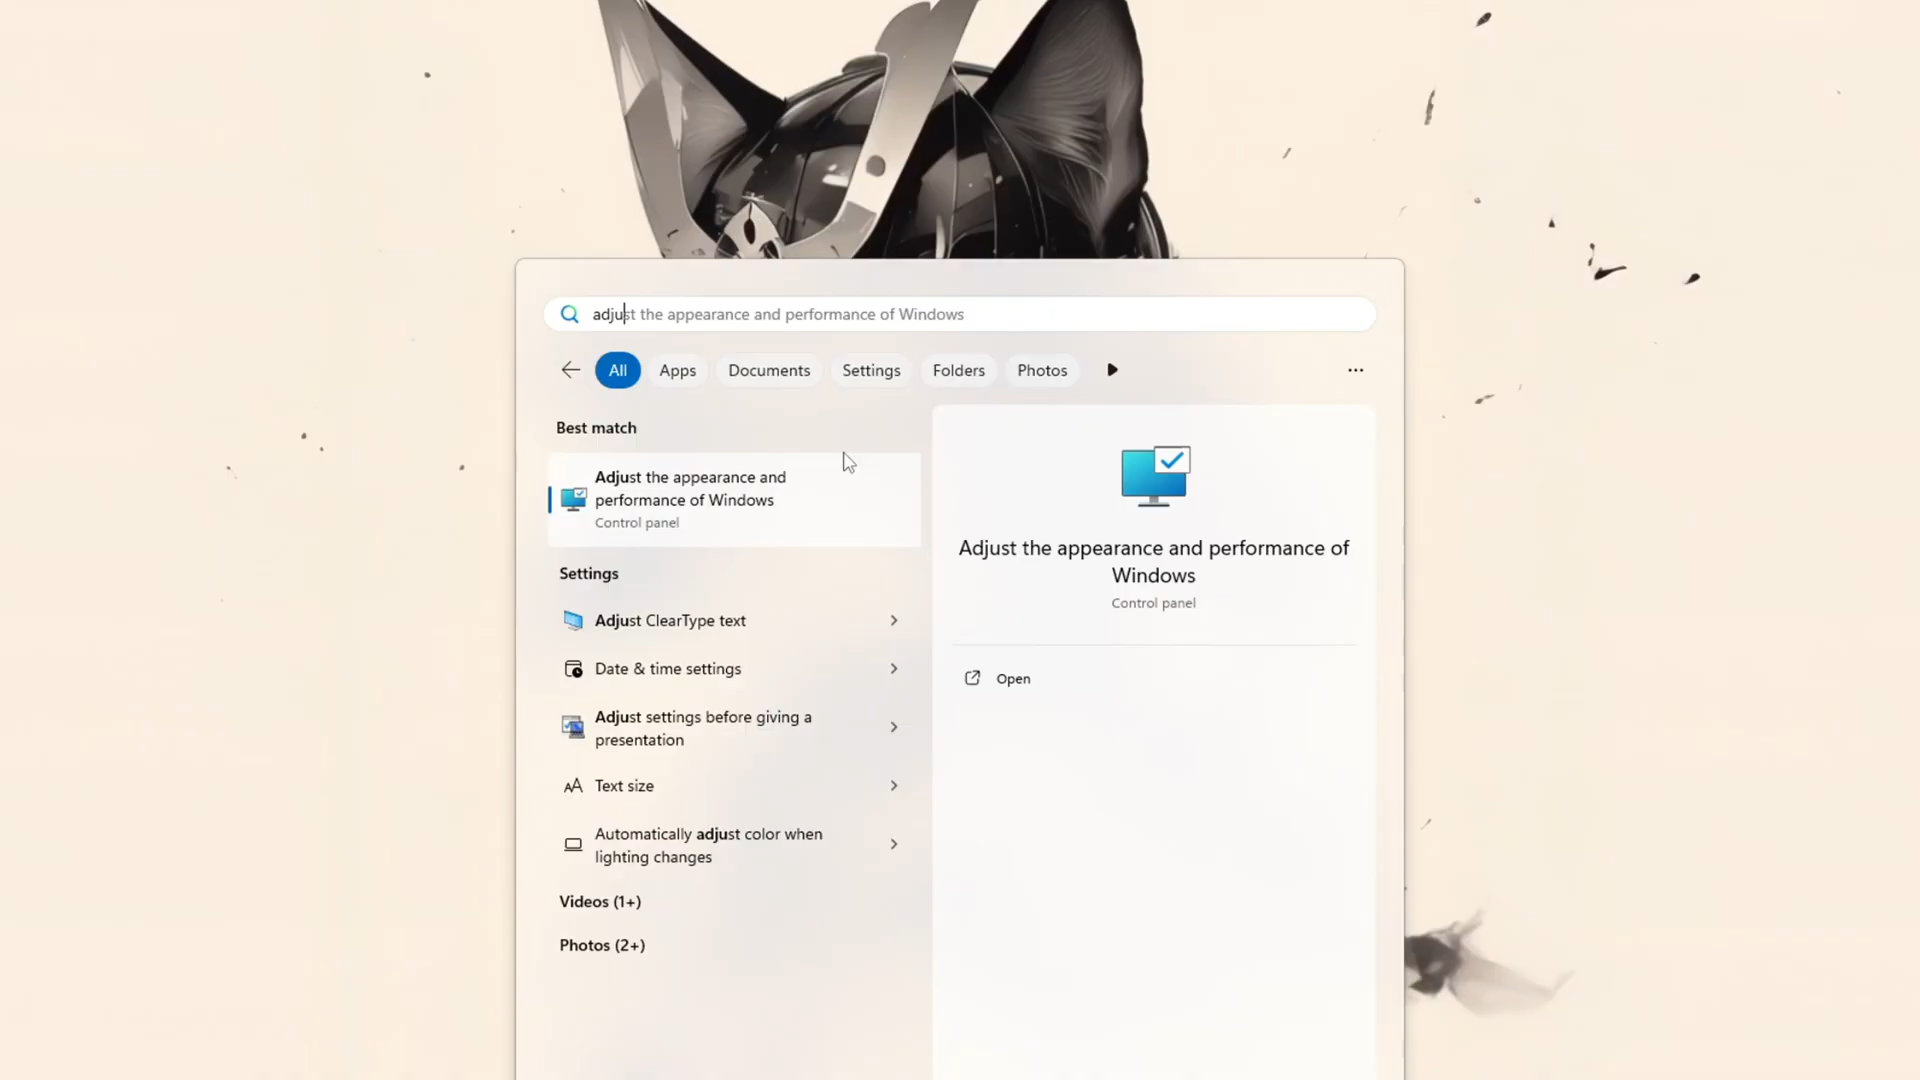 adjust the appearance and performance of Windows
All Apps Documents Settings Folders Photos
Best match
Adjust the appearance and
performance of Windows
Control panel
Settings
Adjust ClearType text
Date & time settings
Adjust settings before giving a
presentation
Text size
Automatically adjust color when
lighting changes
Videos (1+)
Photos (2+)
Adjust the appearance and performance of
Windows
Control panel
Open